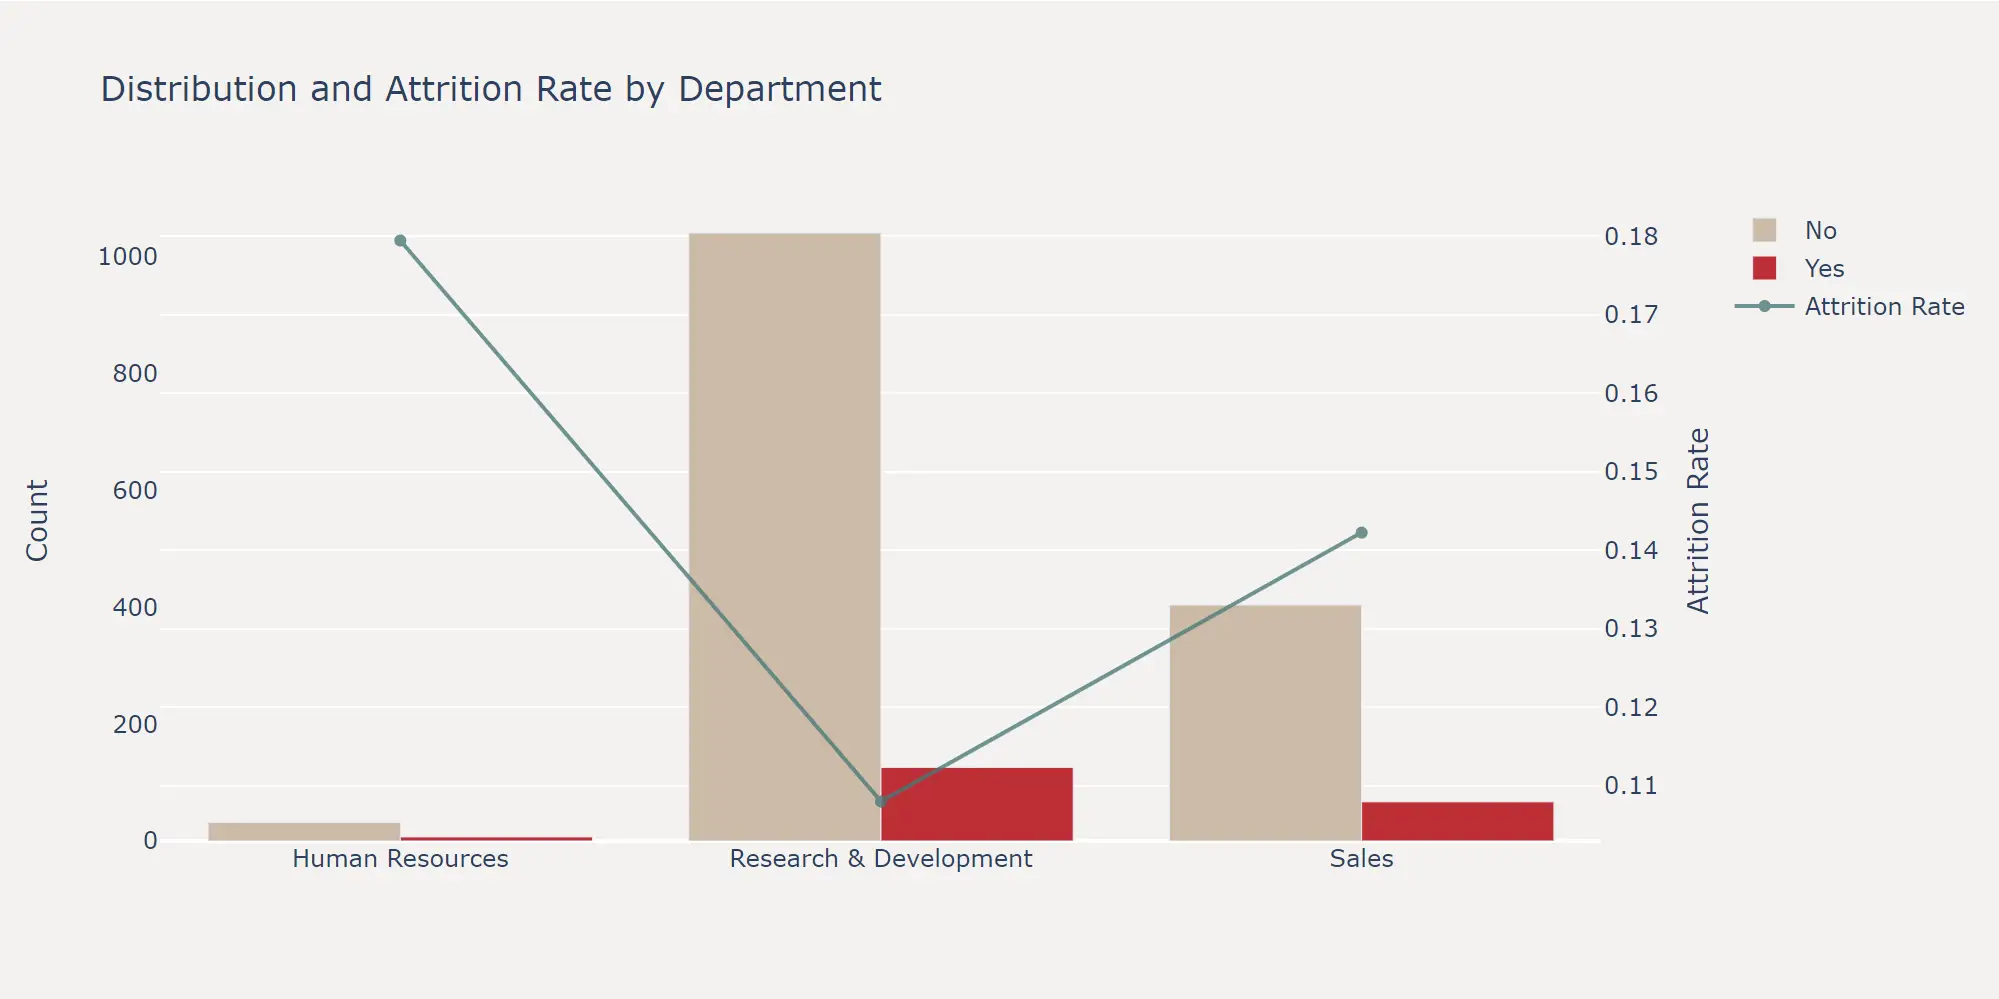 Distribution and Attrition Rate by Department
1000
800
600
400
200
0
Count
Human Resources
Research & Development
Sales
0.18
0.17
0.16
0.15
0.14
0.13
0.12
0.11
Attrition Rate
No
Yes
Attrition Rate